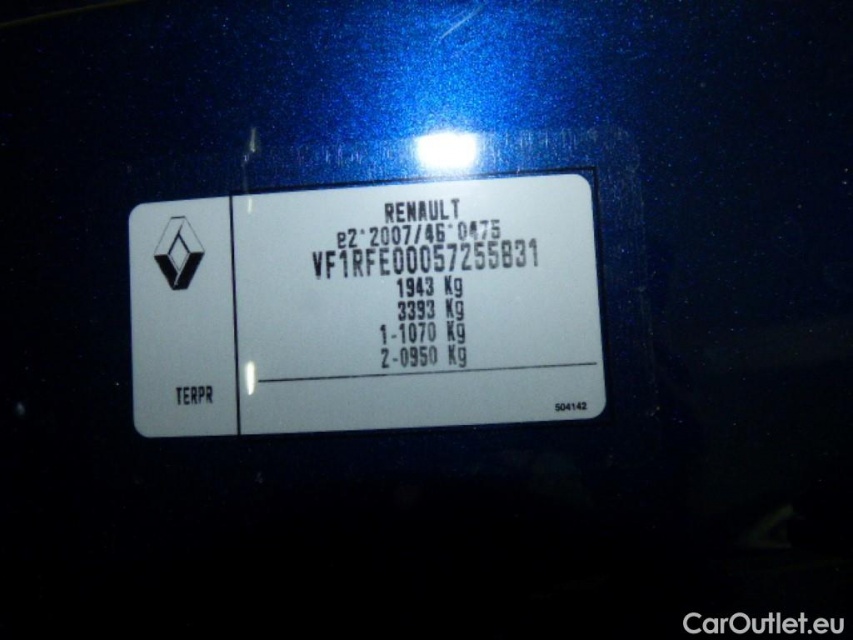 RENAULT
e2*2007/46*0475
VF1RFE00057255831
1943 Kg
3393 Kg
1-1070 Kg
2-0950 Kg
TERPR
504142
CarOutlet.eu